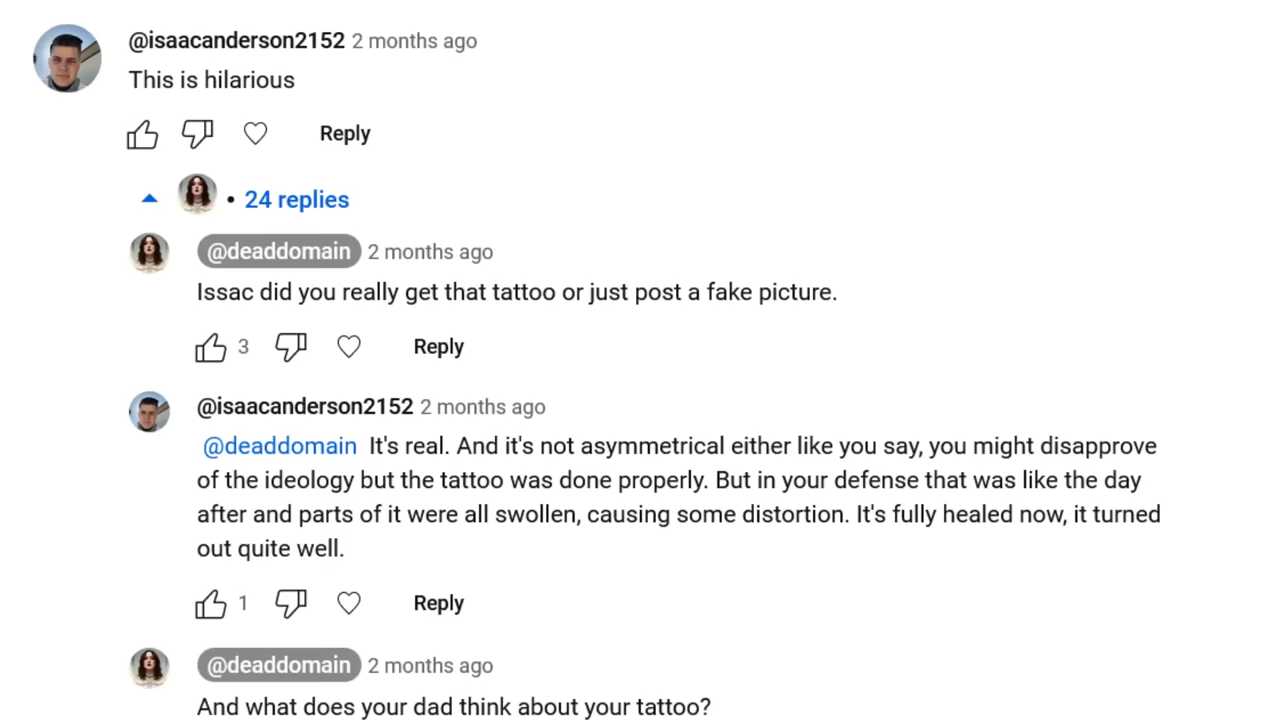 @isaacanderson2152 2 months ago
This is hilarious
Reply
• 24 replies
@deaddomain 2 months ago
Issac did you really get that tattoo or just post a fake picture.
3 Reply
@isaacanderson2152 2 months ago
@deaddomain It's real. And it's not asymmetrical either like you say, you might disapprove
of the ideology but the tattoo was done properly. But in your defense that was like the day
after and parts of it were all swollen, causing some distortion. It's fully healed now, it turned
out quite well.
1 Reply
@deaddomain 2 months ago
And what does your dad think about your tattoo?